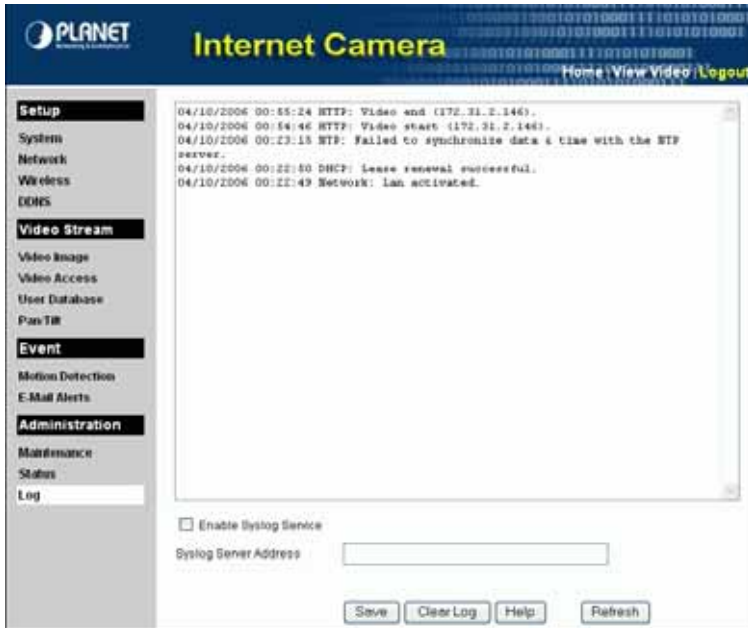 PLANET
Networking & Communication
Internet Camera
Home | View Video | Logout
Setup
System
Network
Wireless
DDNS
Video Stream
Video Image
Video Access
User Database
Pan/Tilt
Event
Motion Detection
E-Mail Alerts
Administration
Maintenance
Status
Log
04/10/2006 00:55:24 HTTP: Video end (172.31.2.146).
04/10/2006 00:54:46 HTTP: Video start (172.31.2.146).
04/10/2006 00:23:15 NTP: Failed to synchronize data & time with the NTP
server.
04/10/2006 00:22:50 DHCP: Lease renewal successful.
04/10/2006 00:22:49 Network: Lan activated.
Enable Syslog Service
Syslog Server Address
Save
Clear Log
Help
Refresh